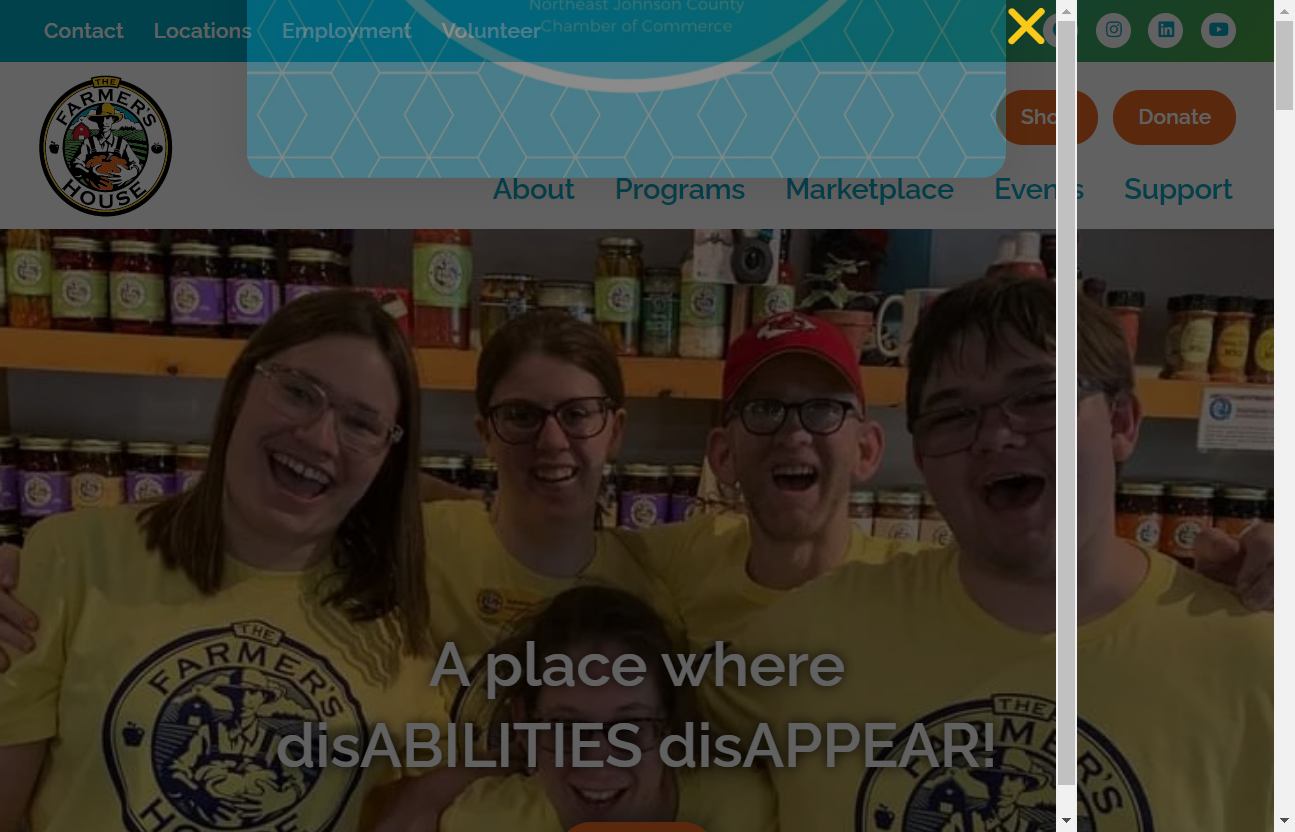 Northeast Johnson County
Chamber of Commerce
Contact Locations Employment Volunteer
THE
FARMER'S
HOUSE
Sho
Donate
About Programs Marketplace Events Support
THE
FARMER'S
HOUSE
THE
FARMER'S
A place where
disABILITIES disAPPEAR!